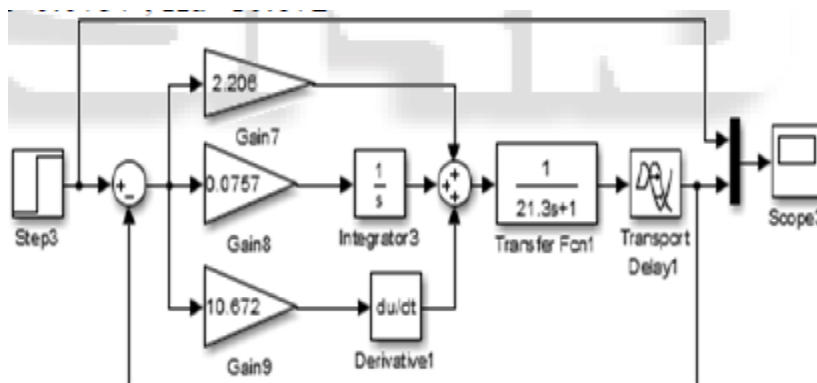 2.206
Gain7
0.0757
Gain8
10.672
Gain9
Step3
+
−
1
s
Integrator3
du/dt
Derivative1
+
+
+
1
21.3s+1
Transfer Fcn1
Transport
Delay1
Scope3